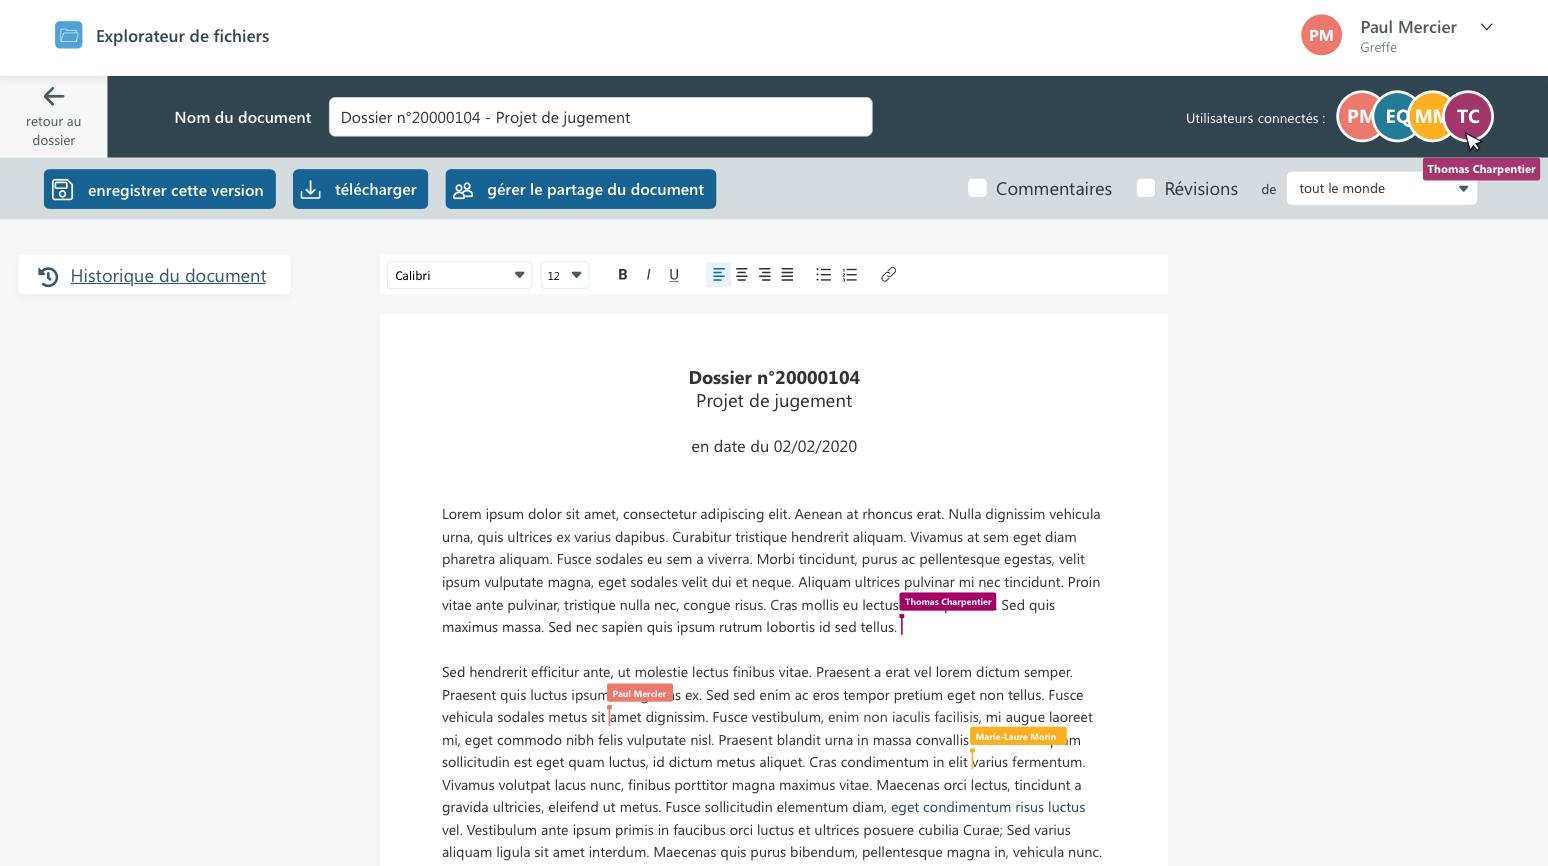 Explorateur de fichiers
PM
Paul Mercier
Greffe
retour au
dossier
Nom du document
Dossier n°20000104 - Projet de jugement
Utilisateurs connectés :
PM EQ MM TC
Thomas Charpentier
enregistrer cette version
télécharger
gérer le partage du document
Commentaires
Révisions
de
tout le monde
Historique du document
Calibri
12
B I U
Dossier n°20000104
Projet de jugement
en date du 02/02/2020
Lorem ipsum dolor sit amet, consectetur adipiscing elit. Aenean at rhoncus erat. Nulla dignissim vehicula
urna, quis ultrices ex varius dapibus. Curabitur tristique hendrerit aliquam. Vivamus at sem eget diam
pharetra aliquam. Fusce sodales eu sem a viverra. Morbi tincidunt, purus ac pellentesque egestas, velit
ipsum vulputate magna, eget sodales velit dui et neque. Aliquam ultrices pulvinar mi nec tincidunt. Proin
vitae ante pulvinar, tristique nulla nec, congue risus. Cras mollis eu lectus Sed quis
Thomas Charpentier
maximus massa. Sed nec sapien quis ipsum rutrum lobortis id sed tellus.
Sed hendrerit efficitur ante, ut molestie lectus finibus vitae. Praesent a erat vel lorem dictum semper.
Praesent quis luctus ipsum ex. Sed sed enim ac eros tempor pretium eget non tellus. Fusce
Paul Mercier
vehicula sodales metus sit amet dignissim. Fusce vestibulum, enim non iaculis facilisis, mi augue laoreet
mi, eget commodo nibh felis vulputate nisl. Praesent blandit urna in massa convallis
Marie-Laure Morin
sollicitudin est eget quam luctus, id dictum metus aliquet. Cras condimentum in elit varius fermentum.
Vivamus volutpat lacus nunc, finibus porttitor magna maximus vitae. Maecenas orci lectus, tincidunt a
gravida ultricies, eleifend ut metus. Fusce sollicitudin elementum diam, eget condimentum risus luctus
vel. Vestibulum ante ipsum primis in faucibus orci luctus et ultrices posuere cubilia Curae; Sed varius
aliquam ligula sit amet interdum. Maecenas quis purus bibendum, pellentesque magna in, vehicula nunc.